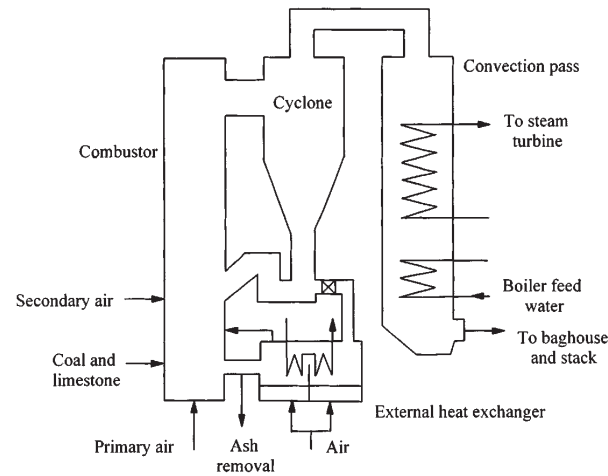 Convection pass
Cyclone
To steam
turbine
Combustor
Secondary air
Boiler feed
water
To baghouse
and stack
Coal and
limestone
External heat exchanger
Primary air
Ash
removal
Air